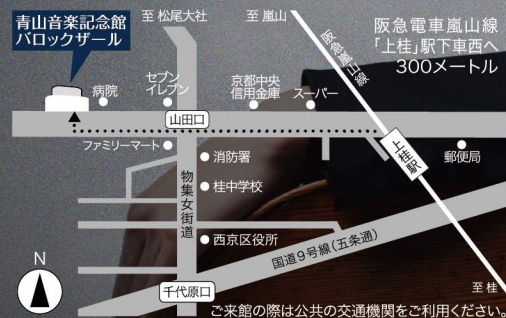 青山音楽記念館
バロックザール
至 松尾大社
至 嵐山
阪急嵐山線
阪急電車嵐山線
「上桂」駅下車西へ
300メートル
病院
セブン
イレブン
京都中央
信用金庫
スーパー
山田口
ファミリーマート
消防署
上桂駅
郵便局
物集女街道
桂中学校
西京区役所
国道9号線(五条通)
N
千代原口
至 桂
ご来館の際は公共の交通機関をご利用ください。